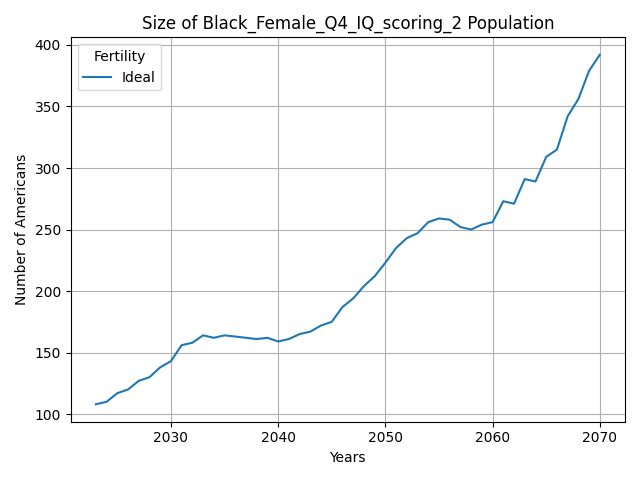 Size of Black_Female_Q4_IQ_scoring_2 Population
Fertility
Ideal
Number of Americans
400
350
300
250
200
150
100
2030 2040 2050 2060 2070
Years